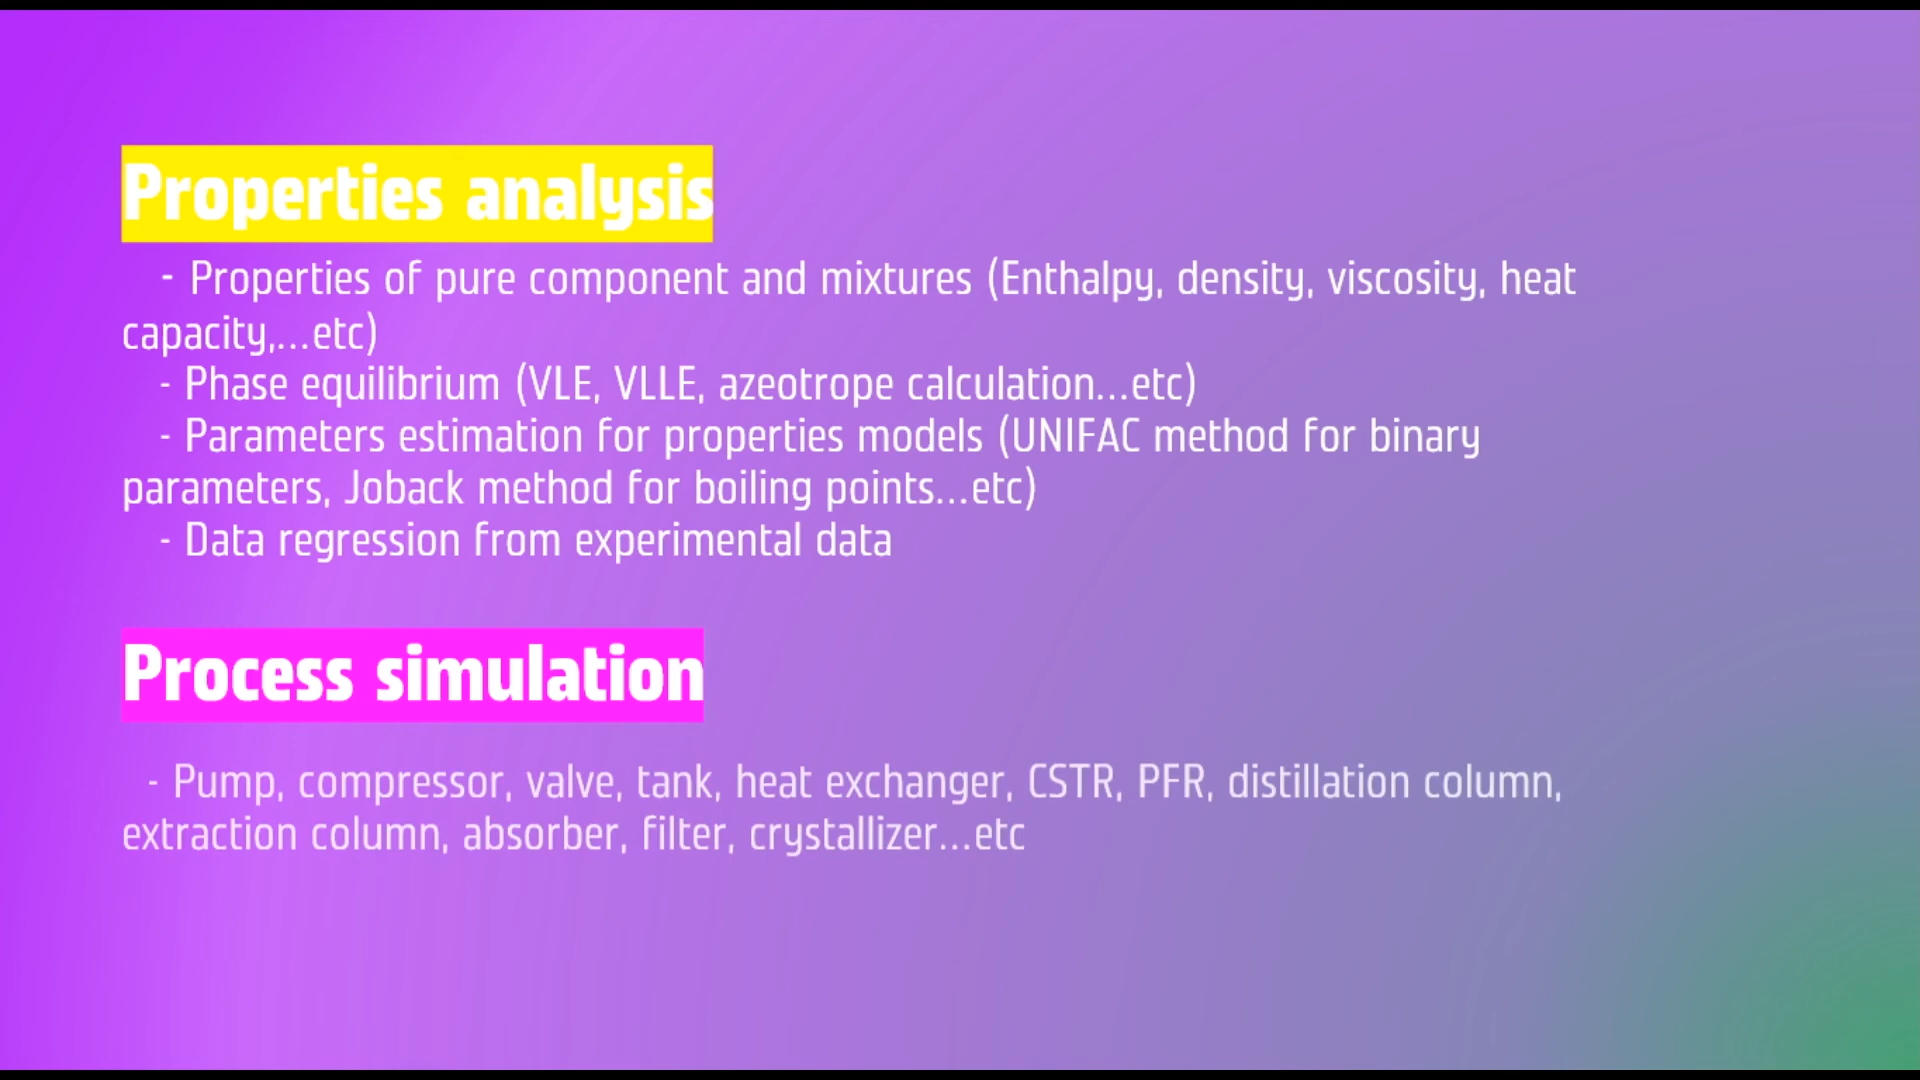 Properties analysis
- Properties of pure component and mixtures (Enthalpy, density, viscosity, heat
capacity,...etc)
- Phase equilibrium (VLE, VLLE, azeotrope calculation...etc)
- Parameters estimation for properties models (UNIFAC method for binary
parameters, Joback method for boiling points...etc)
- Data regression from experimental data
Process simulation
- Pump, compressor, valve, tank, heat exchanger, CSTR, PFR, distillation column,
extraction column, absorber, filter, crystallizer...etc